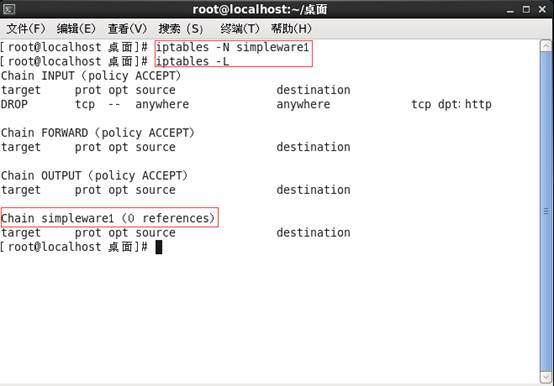 root@localhost:~/桌面
文件(F) 编辑(E) 查看(V) 搜索 (S) 终端(T) 帮助(H)
[root@localhost 桌面]# iptables -N simpleware1
[root@localhost 桌面]# iptables -L
Chain INPUT (policy ACCEPT)
target prot opt source destination
DROP tcp -- anywhere anywhere tcp dpt:http
Chain FORWARD (policy ACCEPT)
target prot opt source destination
Chain OUTPUT (policy ACCEPT)
target prot opt source destination
Chain simpleware1 (0 references)
target prot opt source destination
[root@localhost 桌面]#